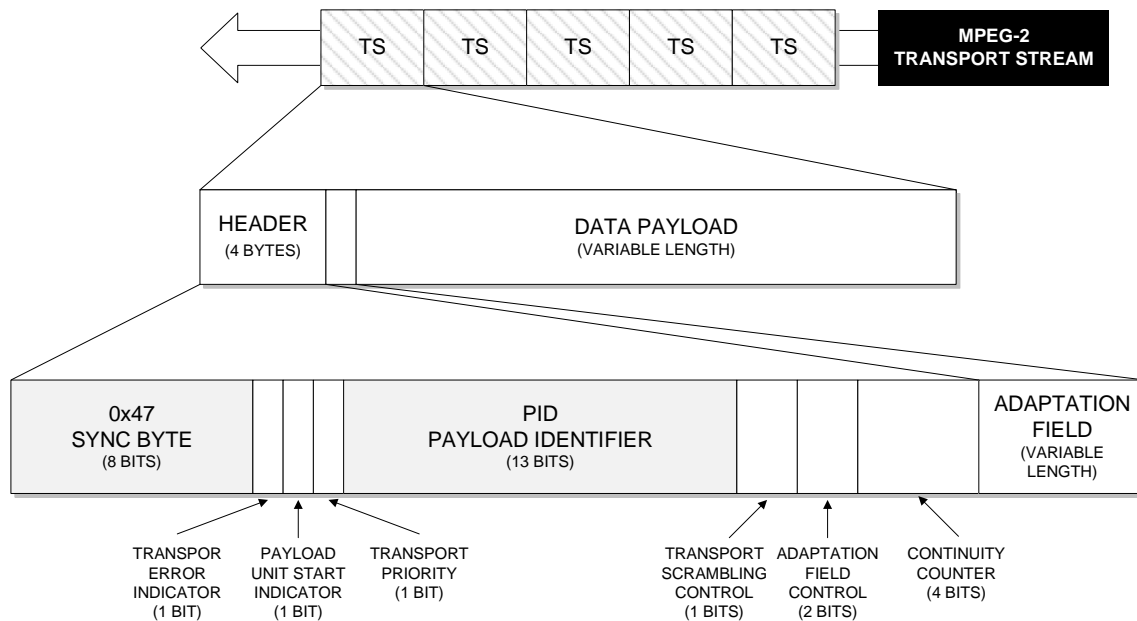 TS TS TS TS TS
MPEG-2
TRANSPORT STREAM
HEADER
(4 BYTES)
DATA PAYLOAD
(VARIABLE LENGTH)
0x47
SYNC BYTE
(8 BITS)
PID
PAYLOAD IDENTIFIER
(13 BITS)
ADAPTATION
FIELD
(VARIABLE
LENGTH)
TRANSPOR
ERROR
INDICATOR
(1 BIT)
PAYLOAD
UNIT START
INDICATOR
(1 BIT)
TRANSPORT
PRIORITY
(1 BIT)
TRANSPORT
SCRAMBLING
CONTROL
(1 BITS)
ADAPTATION
FIELD
CONTROL
(2 BITS)
CONTINUITY
COUNTER
(4 BITS)